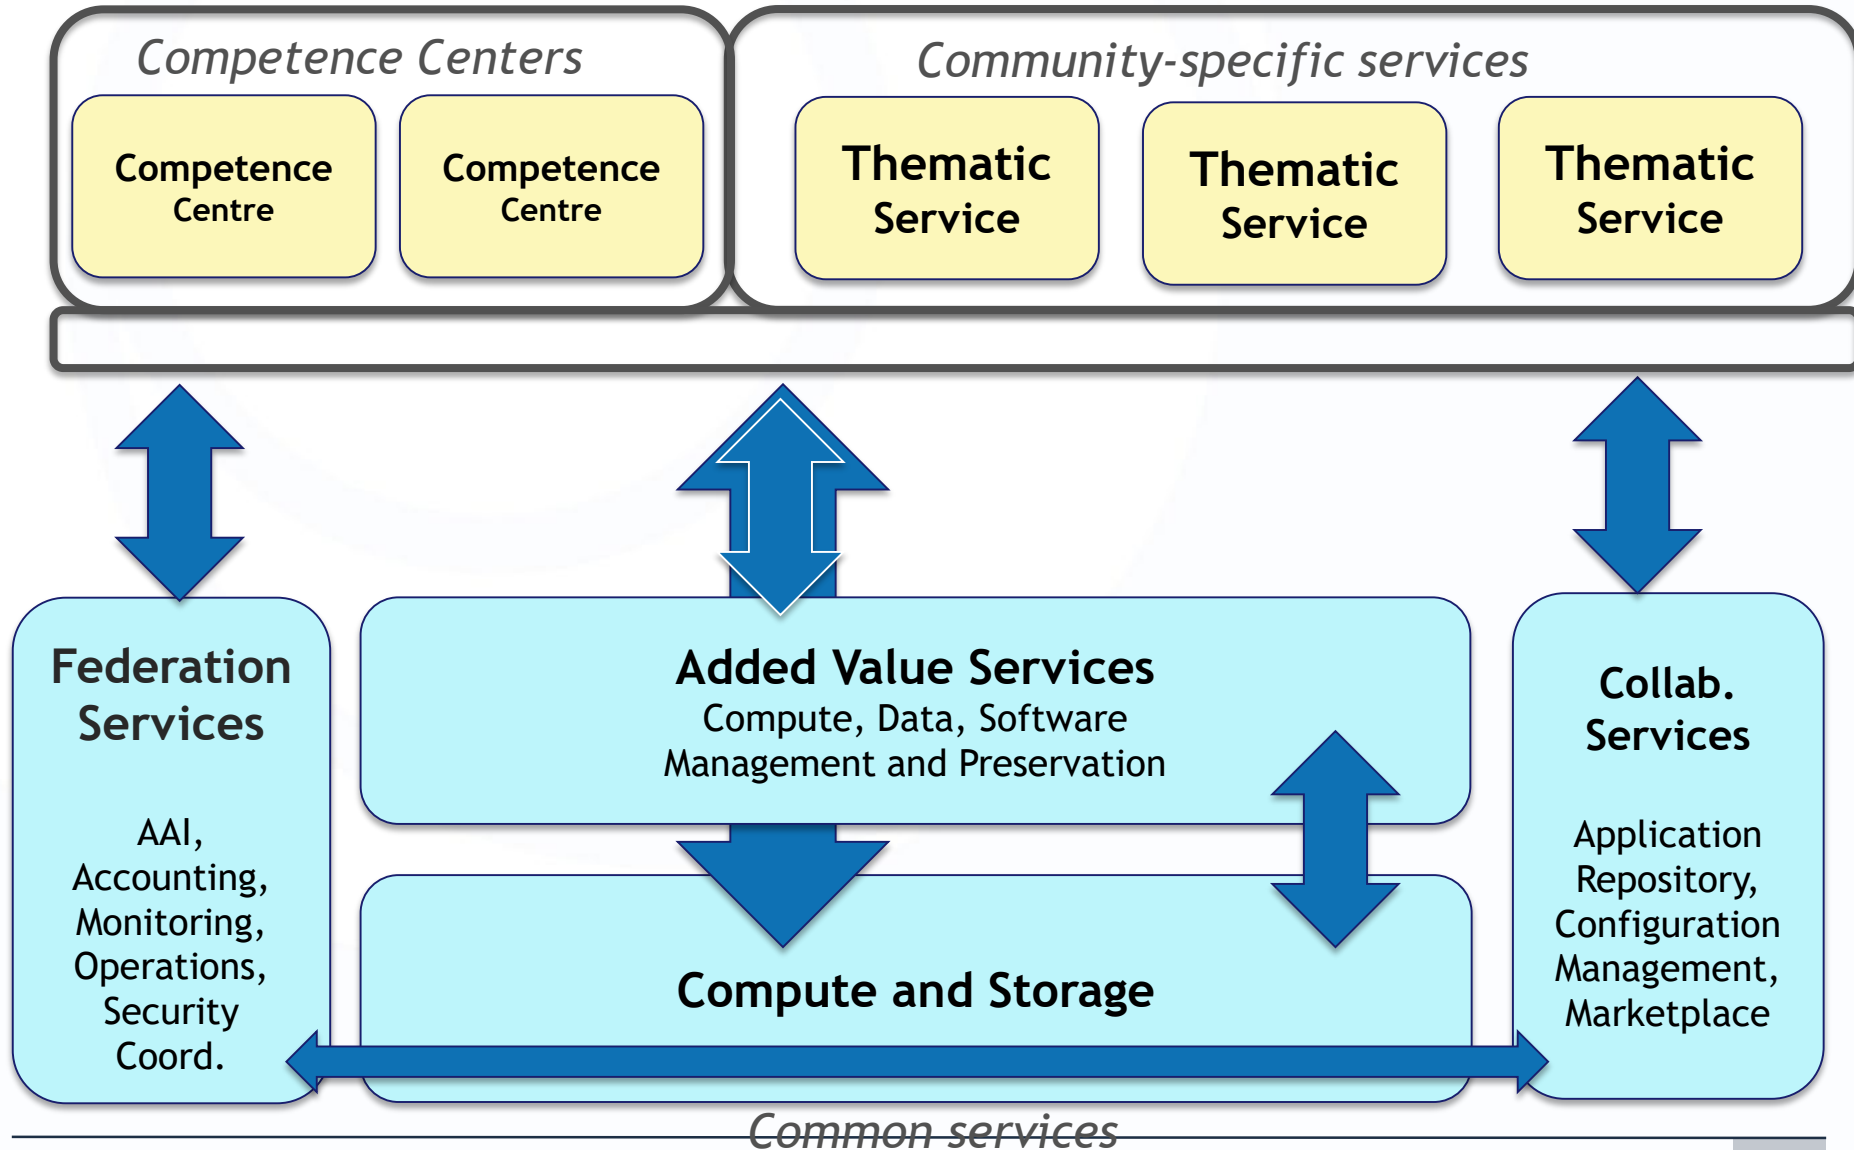 Competence Centers
Community-specific services
Competence
Centre
Competence
Centre
Thematic
Service
Thematic
Service
Thematic
Service
Federation
Services
AAI,
Accounting,
Monitoring,
Operations,
Security
Coord.
Added Value Services
Compute, Data, Software
Management and Preservation
Compute and Storage
Collab.
Services
Application
Repository,
Configuration
Management,
Marketplace
Common services